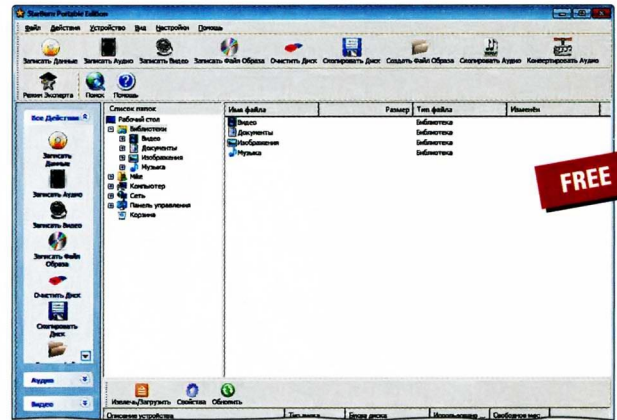 StarBurn Portable Edition
Файл Действия Устройство Вид Настройки Помощь
Записать Данные Записать Аудио Записать Видео Записать Файл Образа Очистить Диск Скопировать Диск Создать Файл Образа Скопировать Аудио Конвертировать Аудио
Режим Эксперта Поиск Помощь
Все Действия
Записать Данные
Записать Аудио
Записать Видео
Записать Файл Образа
Очистить Диск
Скопировать Диск
Аудио
Видео
Список папок
Рабочий стол
Библиотеки
Видео
Документы
Изображения
Музыка
Mike
Компьютер
Сеть
Панель управления
Корзина
Имя файла Размер Тип файла Изменён
Видео Библиотека
Документы Библиотека
Изображения Библиотека
Музыка Библиотека
FREE
Извлечь/Загрузить Свойства Обновить
Описание устройства Тип диска Буква диска Использование ... Свободное мес...